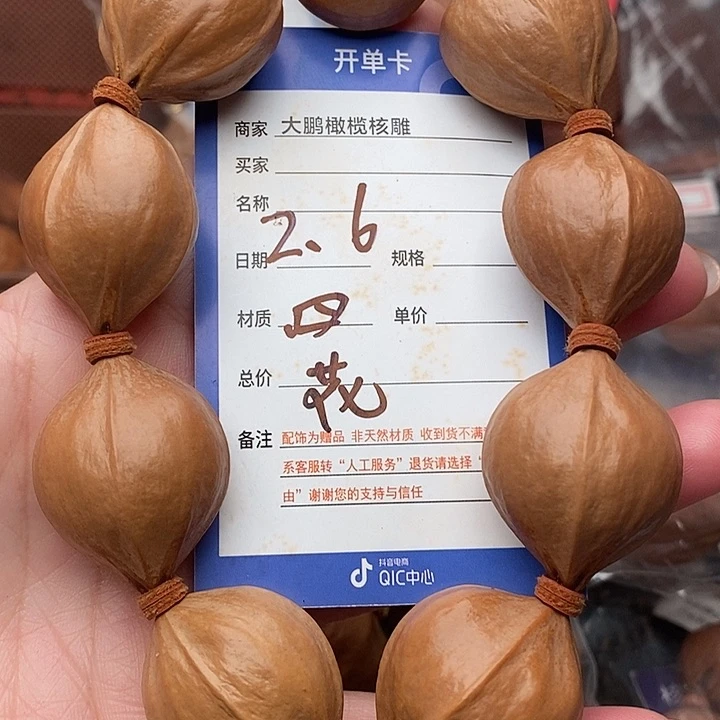 开单卡
商家 大鹏橄榄核雕
买家
名称
2.6
日期 规格
材质 四 单价
花
总价
备注 配饰为赠品 非天然材质 收到货不满
系客服转“人工服务”退货请选择“
由”谢谢您的支持与信任
抖音电商
QIC中心